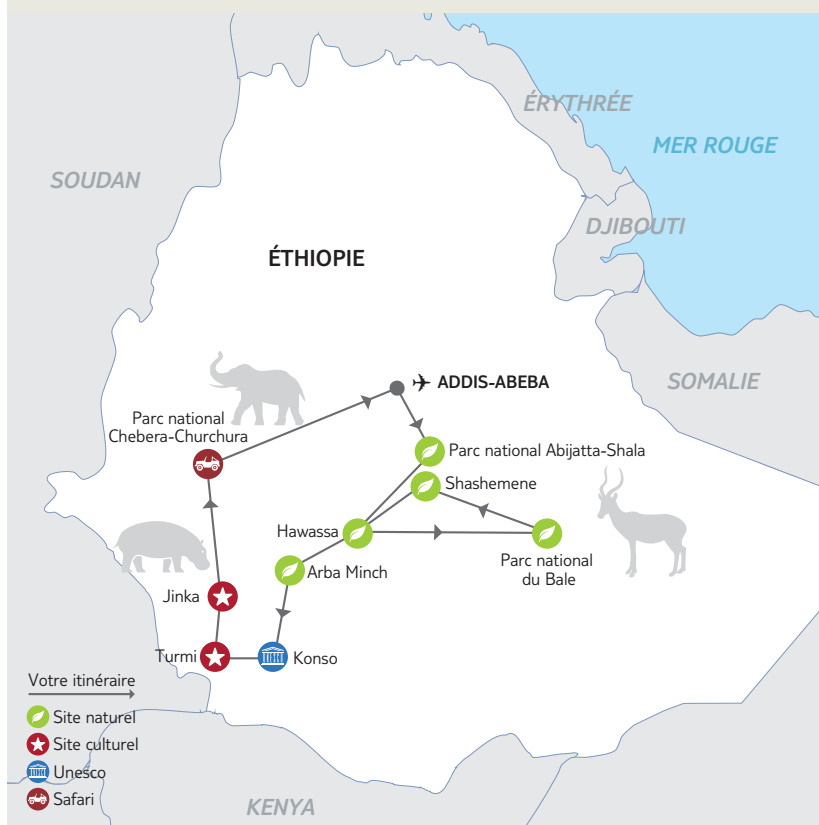 ÉRYTHRÉE
MER ROUGE
SOUDAN
DJIBOUTI
ÉTHIOPIE
SOMALIE
ADDIS-ABEBA
Parc national
Chebera-Churchura
Parc national Abijatta-Shala
Shashemene
Hawassa
Parc national
du Bale
Arba Minch
Jinka
Turmi
Konso
Votre itinéraire
Site naturel
Site culturel
Unesco
Safari
KENYA